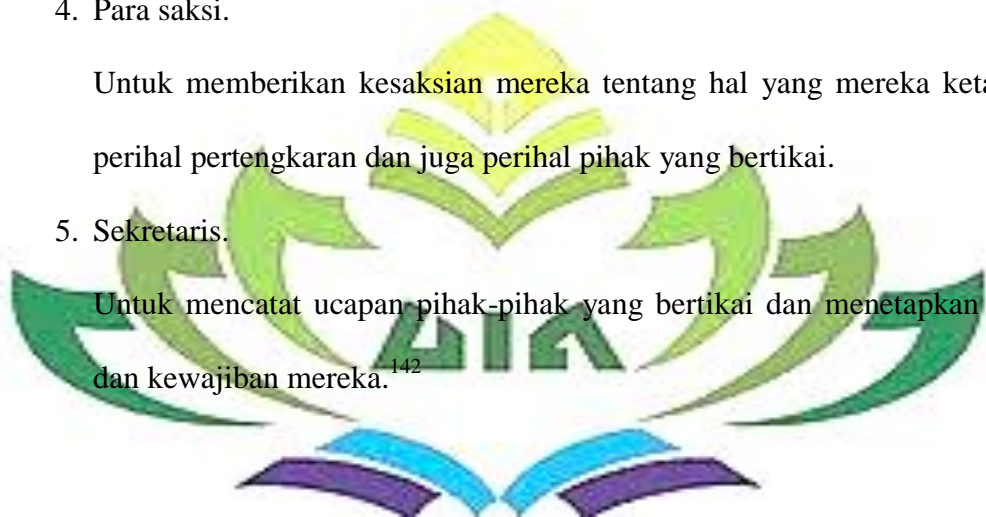 4. Para saksi.
Untuk memberikan kesaksian mereka tentang hal yang mereka keta
perihal pertengkaran dan juga perihal pihak yang bertikai.
5. Sekretaris.
Untuk mencatat ucapan pihak-pihak yang bertikai dan menetapkan
dan kewajiban mereka.142